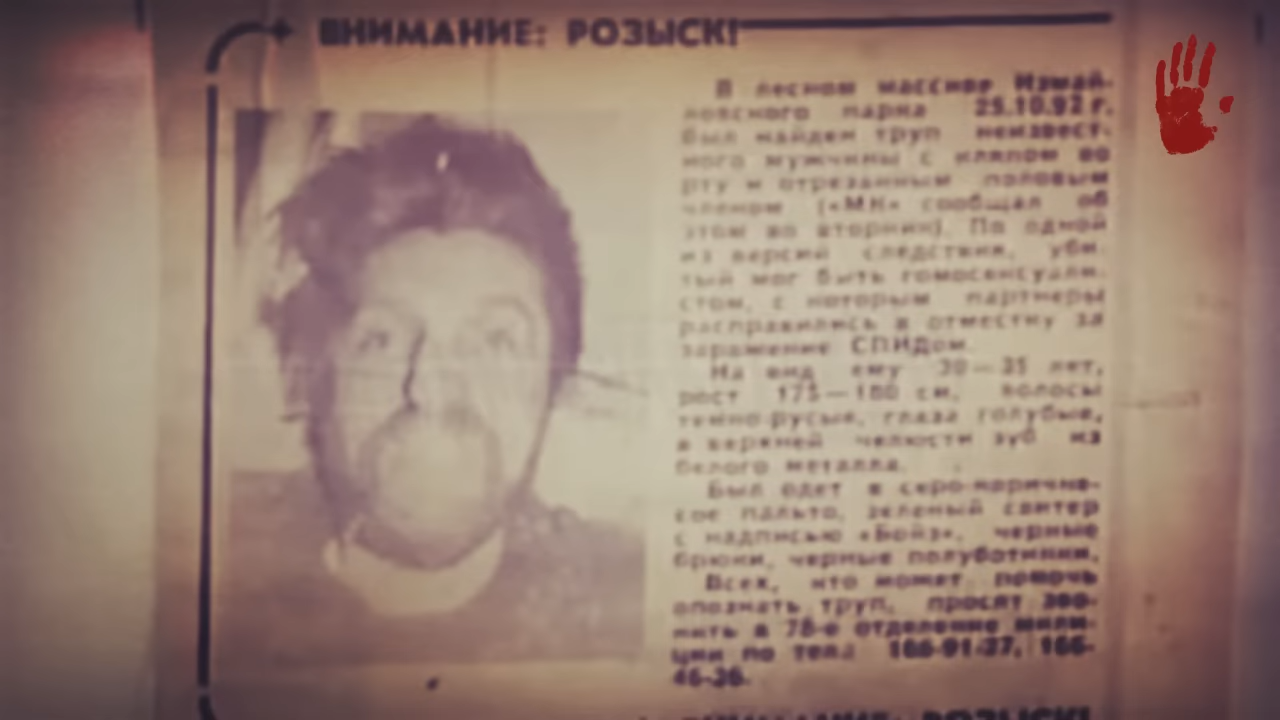 ВНИМАНИЕ: РОЗЫСК!
В лесном массиве Измай-
ловского парка 25.10.92 г.
был найден труп неизвест-
ного мужчины с кляпом во
рту и отрезанным половым
членом («МК» сообщал об
этом во вторник). По одной
из версий следствия, уби-
тый мог быть гомосексуали-
стом, с которым партнеры
расправились в отместку за
заражение СПИДом.
На вид ему 30—35 лет,
рост 175—180 см, волосы
темно-русые, глаза голубые,
в верхней челюсти зуб из
белого металла.
Был одет в серо-коричне-
вое пальто, зеленый свитер
с надписью «Бойз», черные
брюки, черные полуботинки.
Всех, кто может помочь
опознать труп, просят зво-
нить в 78-е отделение мили-
ции по тел.: 166-91-37, 166-
46-36.
ВНИМАНИЕ: РОЗЫСК!